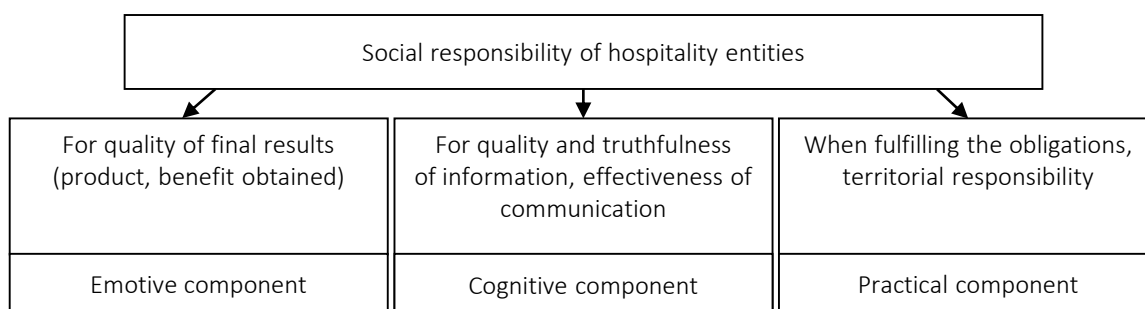 Social responsibility of hospitality entities
For quality of final results
(product, benefit obtained)
Emotive component
For quality and truthfulness
of information, effectiveness of
communication
Cognitive component
When fulfilling the obligations,
territorial responsibility
Practical component